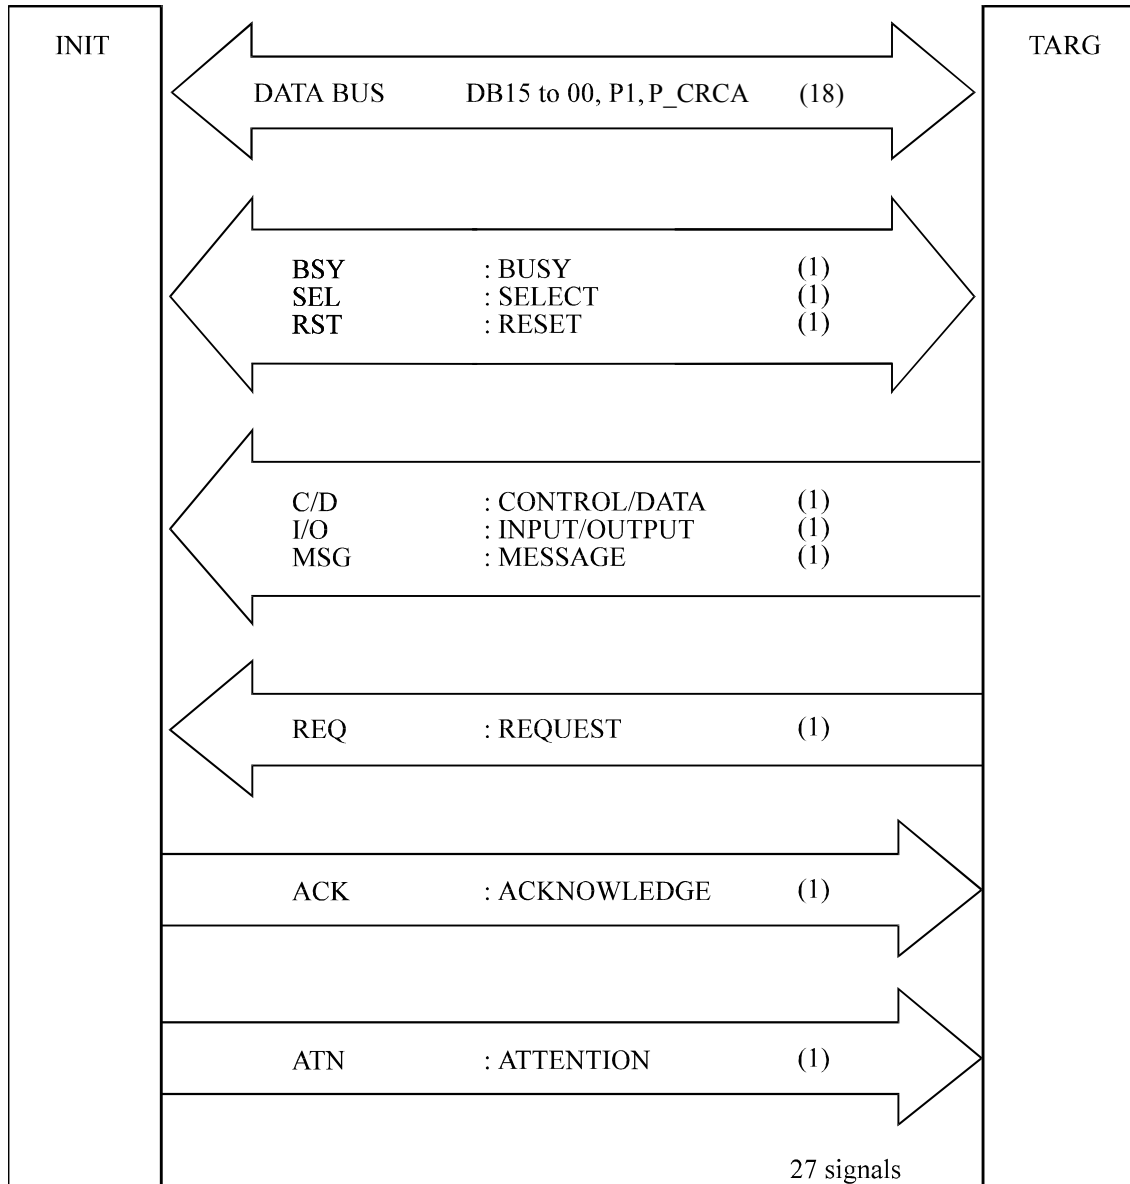 INIT
TARG
DATA BUS DB15 to 00, P1, P_CRCA (18)
BSY : BUSY (1)
SEL : SELECT (1)
RST : RESET (1)
C/D : CONTROL/DATA (1)
I/O : INPUT/OUTPUT (1)
MSG : MESSAGE (1)
REQ : REQUEST (1)
ACK : ACKNOWLEDGE (1)
ATN : ATTENTION (1)
27 signals